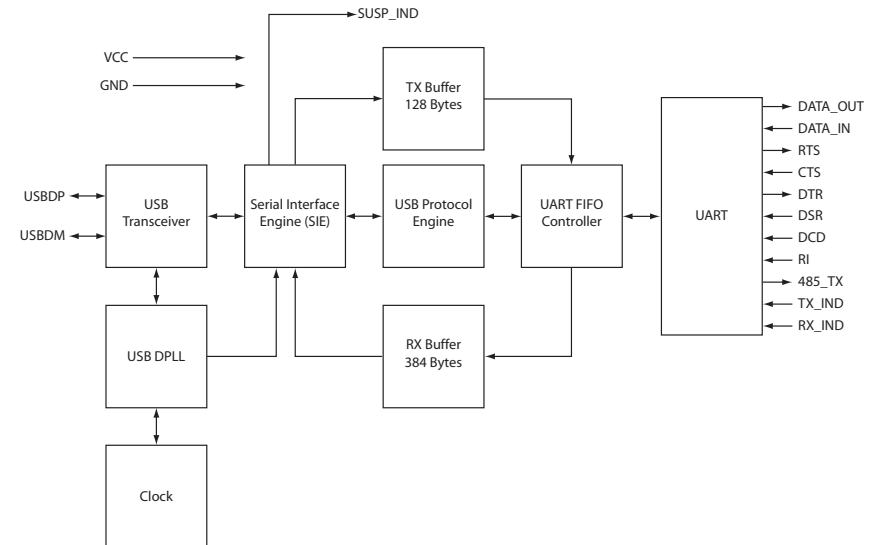 SUSP_IND
VCC
GND
TX Buffer
128 Bytes
DATA_OUT
DATA_IN
RTS
CTS
DTR
DSR
DCD
RI
485_TX
TX_IND
RX_IND
USBDP
USBDM
USB
Transceiver
Serial Interface
Engine (SIE)
USB Protocol
Engine
UART FIFO
Controller
UART
USB DPLL
RX Buffer
384 Bytes
Clock